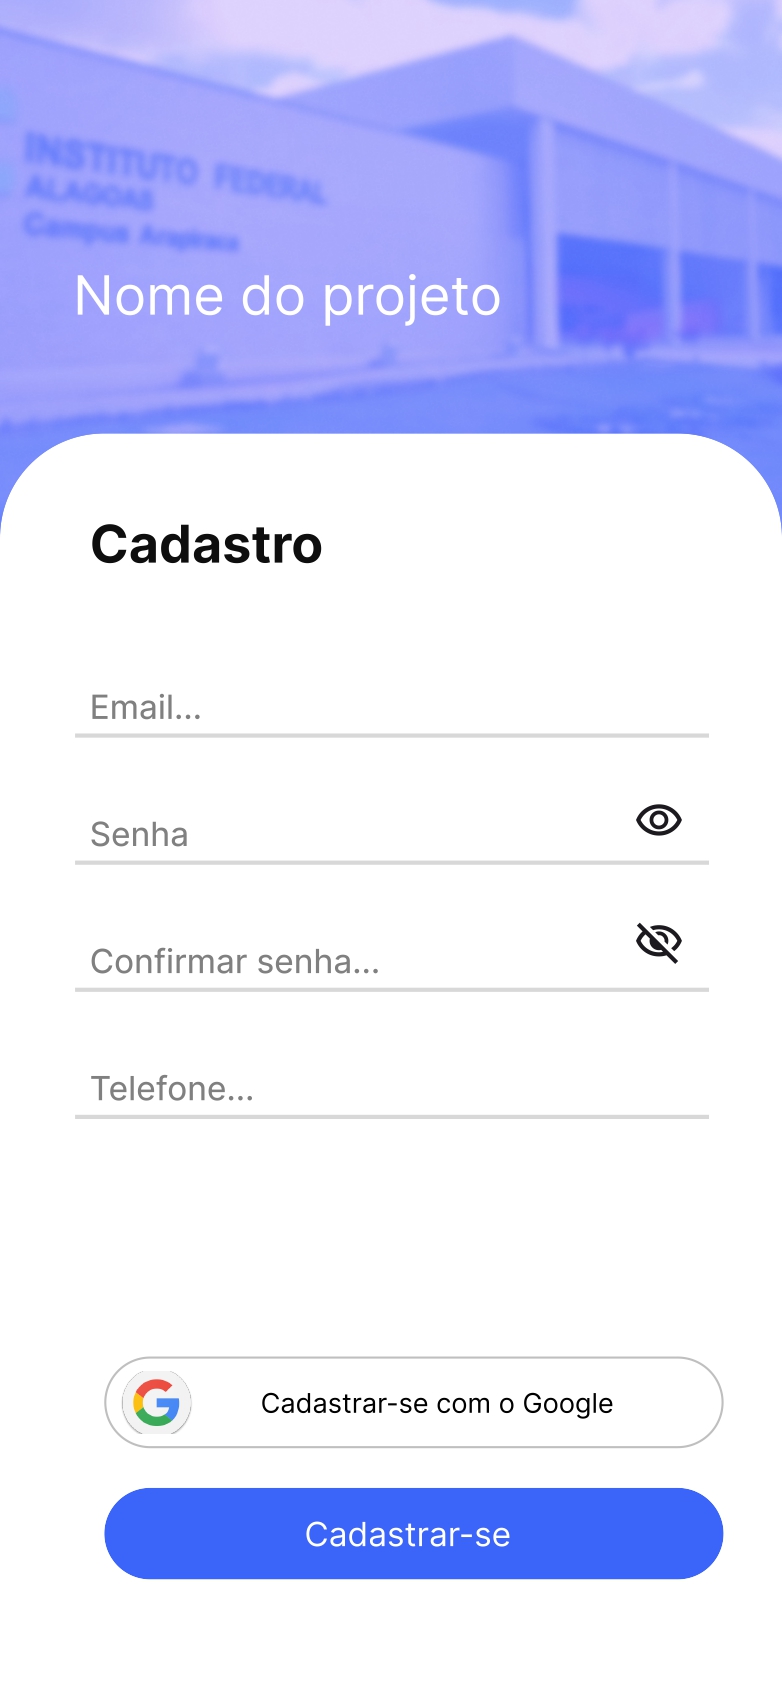 INSTITUTO FEDERAL
ALAGOAS
Campus Arapiraca
Nome do projeto
Cadastro
Email...
Senha
Confirmar senha...
Telefone...
Cadastrar-se com o Google
Cadastrar-se